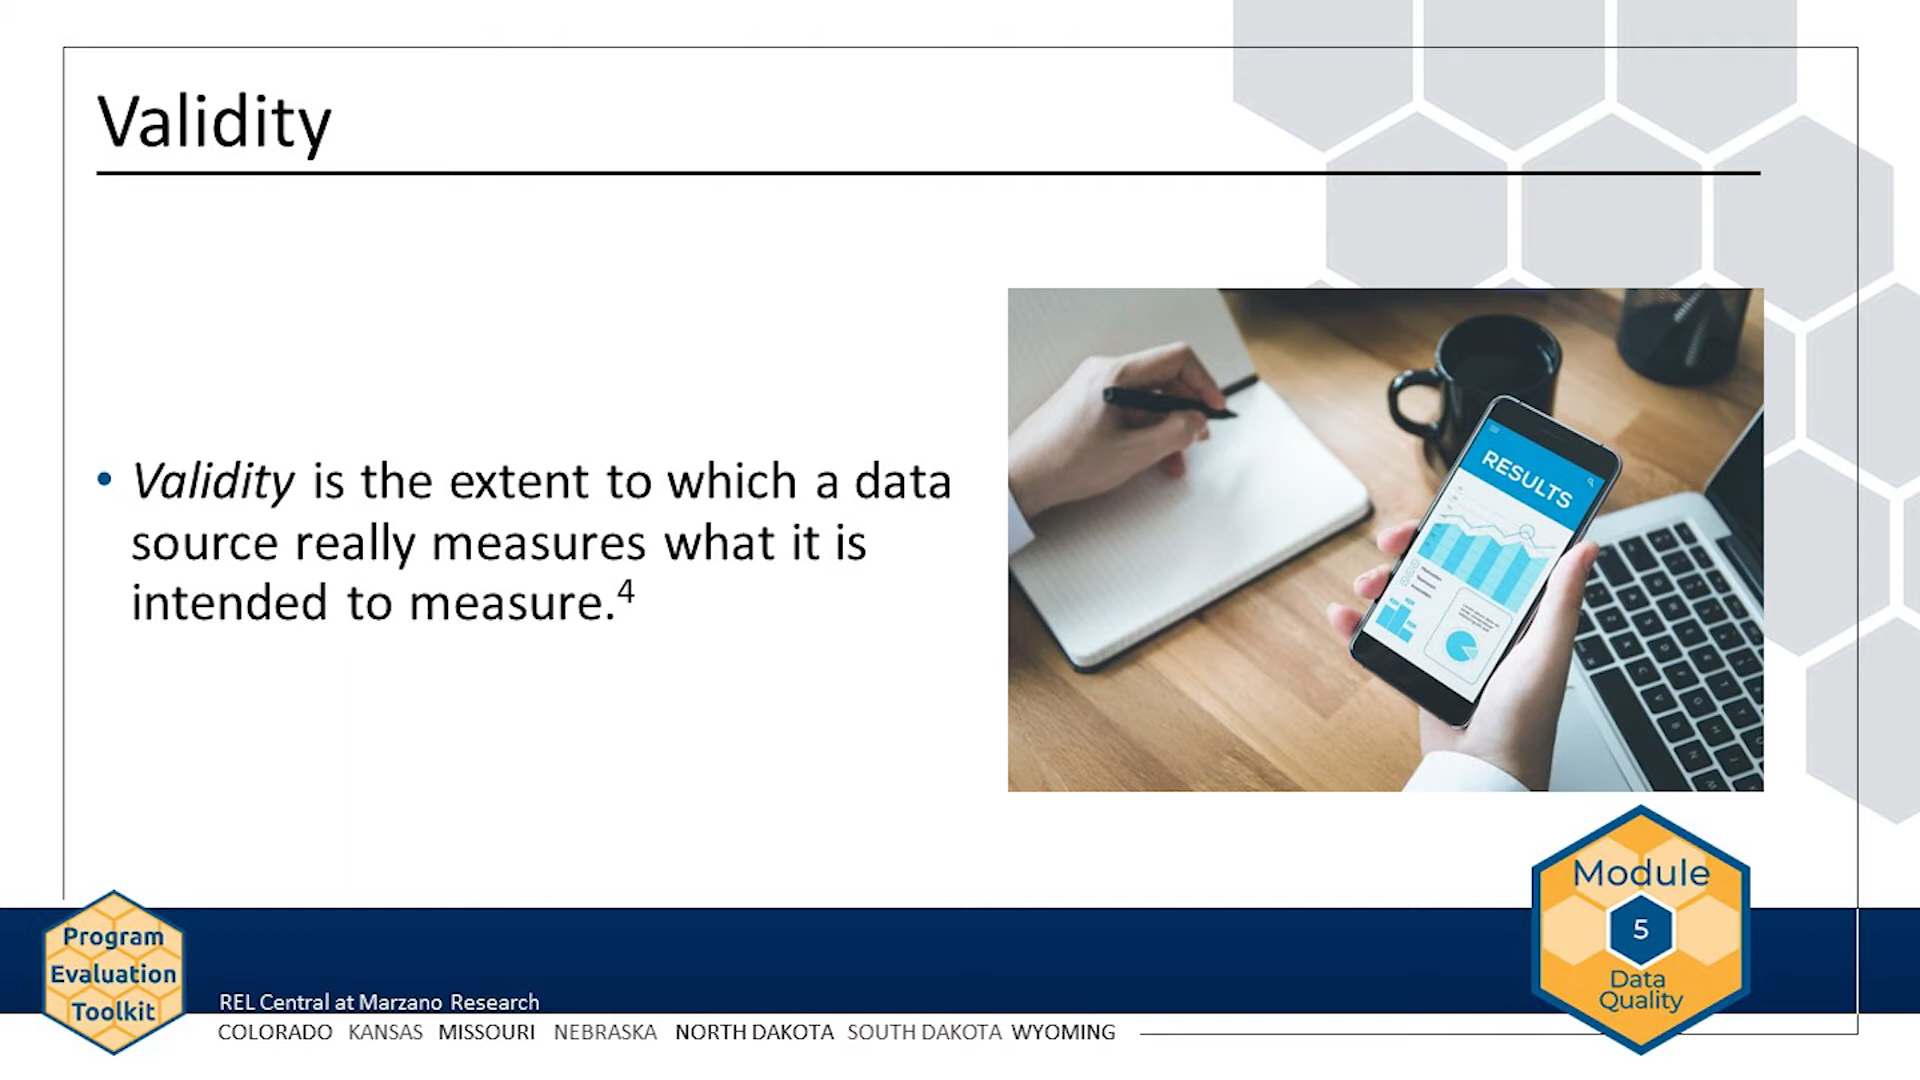 Validity
• Validity is the extent to which a data
source really measures what it is
intended to measure.4
RESULTS
Module
5
Data
Quality
Program
Evaluation
Toolkit
REL Central at Marzano Research
COLORADO KANSAS MISSOURI NEBRASKA NORTH DAKOTA SOUTH DAKOTA WYOMING